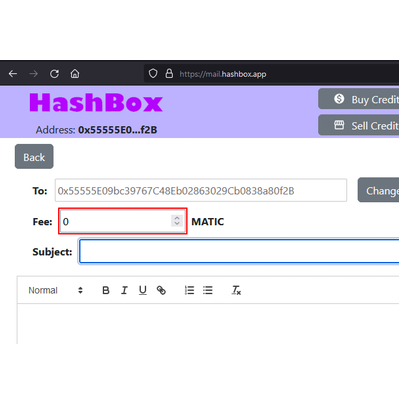 https://mail.hashbox.app
HashBox
Buy Credit
Address: 0x55555E0...f2B
Sell Credit
Back
To: 0x55555E09bc39767C48Eb02863029Cb0838a80f2B
Change
Fee: 0 MATIC
Subject:
Normal B I U